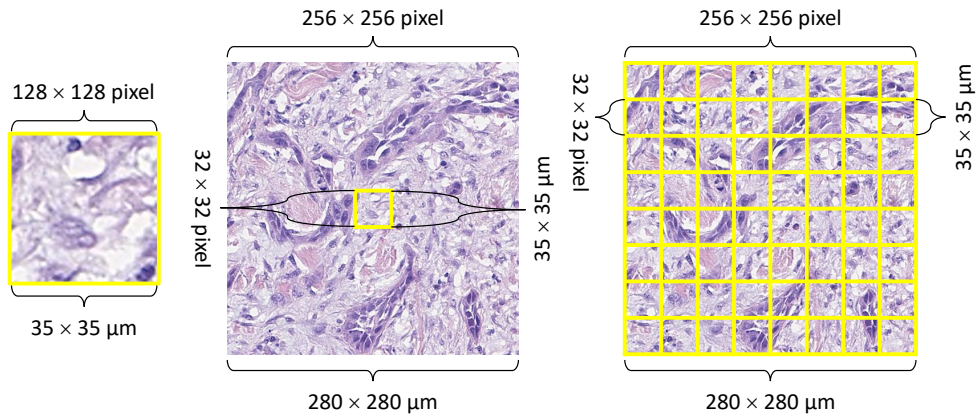 128 × 128 pixel
35 × 35 µm
256 × 256 pixel
32 × 32 pixel
35 × 35 µm
280 × 280 µm
256 × 256 pixel
32 × 32 pixel
35 × 35 µm
280 × 280 µm